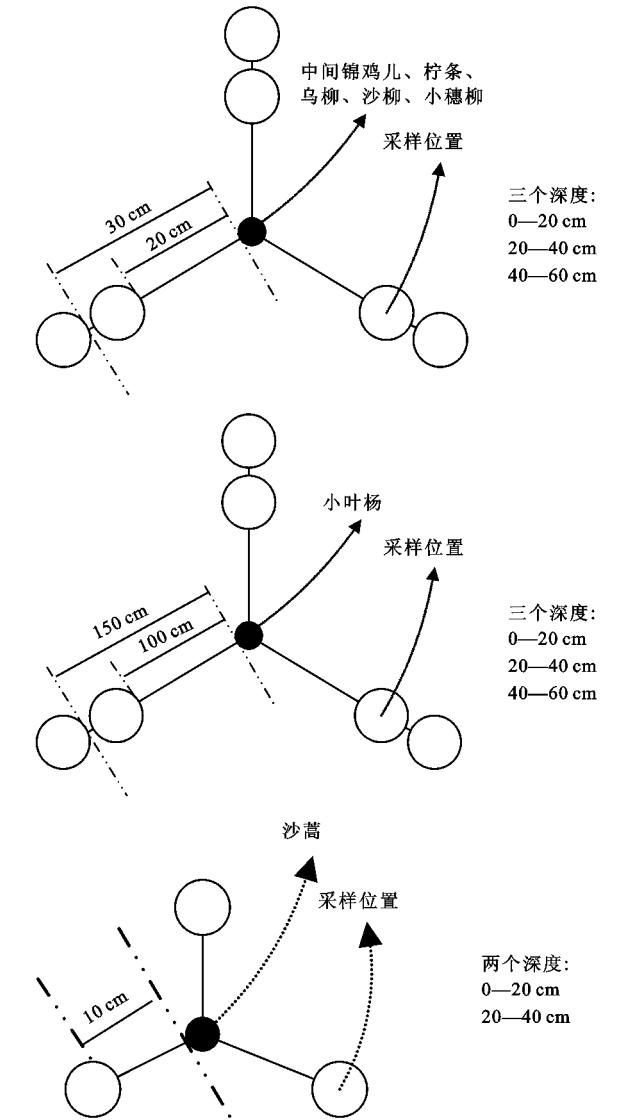 中间锦鸡儿、柠条、
乌柳、沙柳、小穗柳
采样位置
30 cm
20 cm
三个深度:
0—20 cm
20—40 cm
40—60 cm
小叶杨
采样位置
150 cm
100 cm
三个深度:
0—20 cm
20—40 cm
40—60 cm
沙蒿
采样位置
10 cm
两个深度:
0—20 cm
20—40 cm